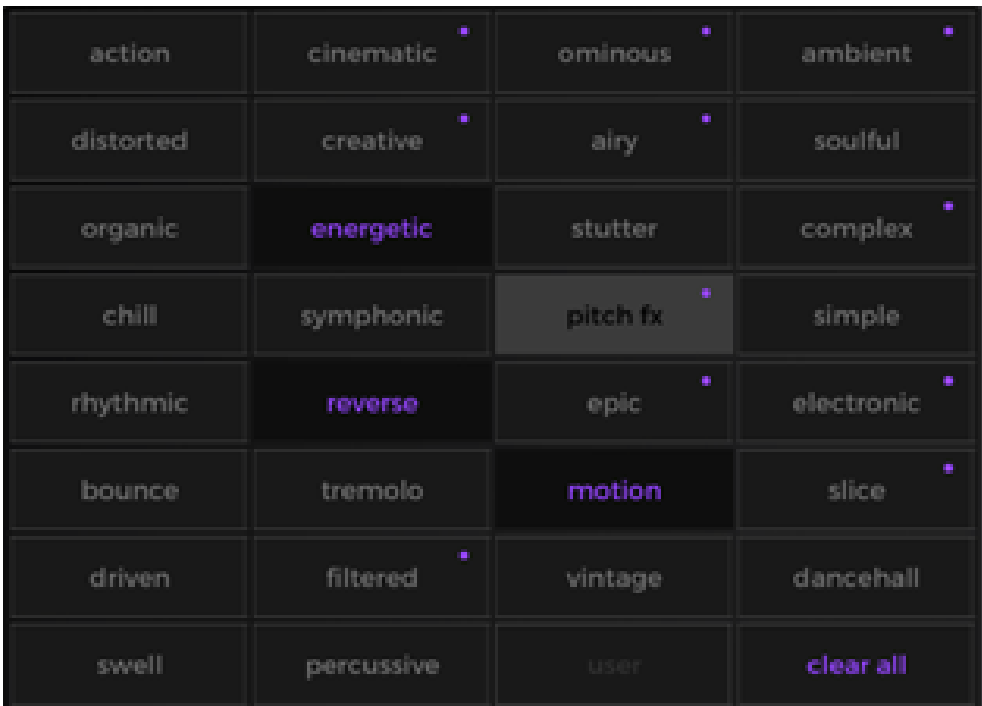 action cinematic ominous ambient
distorted creative airy soulful
organic energetic stutter complex
chill symphonic pitch fx simple
rhythmic reverse epic electronic
bounce tremolo motion slice
driven filtered vintage dancehall
swell percussive user clear all